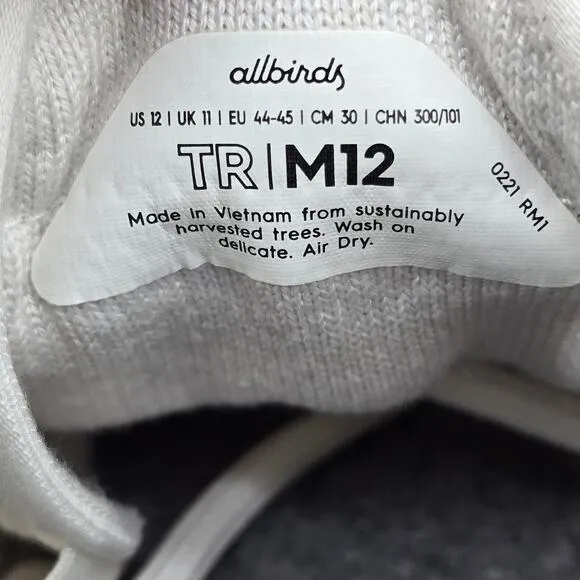 allbirds
US 12 | UK 11 | EU 44-45 | CM 30 | CHN 300/101
TR|M12
0221 RM1
Made in Vietnam from sustainably
harvested trees. Wash on
delicate. Air Dry.